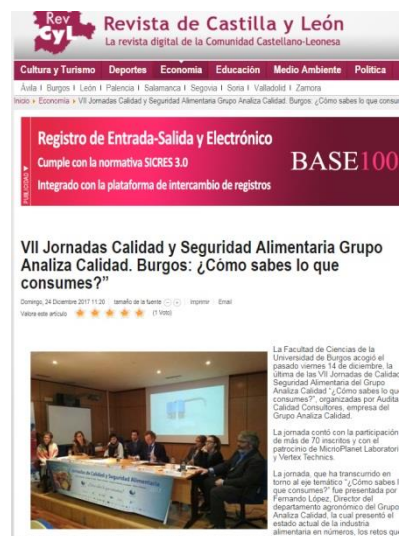 Rev
CyL
Revista de Castilla y León
La revista digital de la Comunidad Castellano-Leonesa
Cultura y Turismo Deportes Economía Educación Medio Ambiente Política
Ávila | Burgos | León | Palencia | Salamanca | Segovia | Soria | Valladolid | Zamora
Inicio › Economía › VII Jornadas Calidad y Seguridad Alimentaria Grupo Analiza Calidad. Burgos: ¿Cómo sabes lo que
PUBLICIDAD
Registro de Entrada-Salida y Electrónico
Cumple con la normativa SICRES 3.0
Integrado con la plataforma de intercambio de registros
BASE100
VII Jornadas Calidad y Seguridad Alimentaria Grupo
Analiza Calidad. Burgos: ¿Cómo sabes lo que
consumes?”
Domingo, 24 Diciembre 2017 11:20 tamaño de la fuente Imprimir Email
Valora este artículo (1 Voto)
La Facultad de Ciencias de la
Universidad de Burgos acogió el
pasado viernes 14 de diciembre, la
última de las VII Jornadas de Calidad
Seguridad Alimentaria del Grupo
Analiza Calidad “¿Cómo sabes lo que
consumes?”, organizadas por Audita
Calidad Consultores, empresa del
Grupo Analiza Calidad.
La jornada contó con la participación
de más de 70 inscritos y con el
patrocinio de MicroPlanet Laboratori
y Vertex Technics.
La jornada, que ha transcurrido en
torno al eje temático “¿Cómo sabes l
que consumes?” fue presentada por
Fernando López, Director del
departamento agronómico del Grupo
Analiza Calidad, la cual presentó el
estado actual de la industria
alimentaria en números, los retos que
Jornadas de Calidad y Seguridad Alimentaria